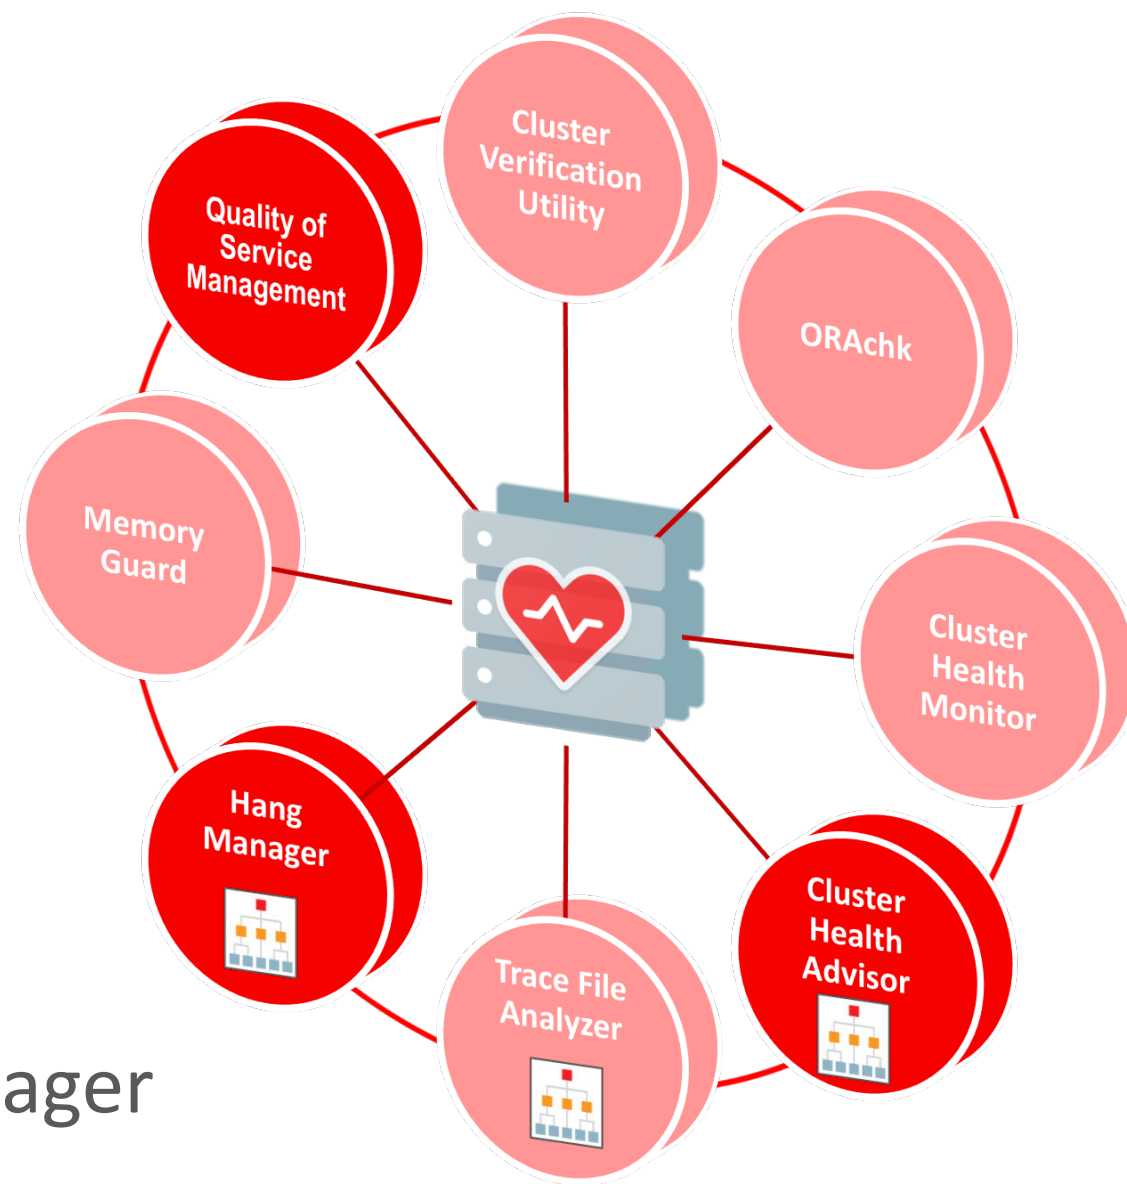 Cluster
Verification
Utility
Quality of
Service
Management
ORAchk
Memory
Guard
Cluster
Health
Monitor
Hang
Manager
Cluster
Health
Advisor
Trace File
Analyzer
ager